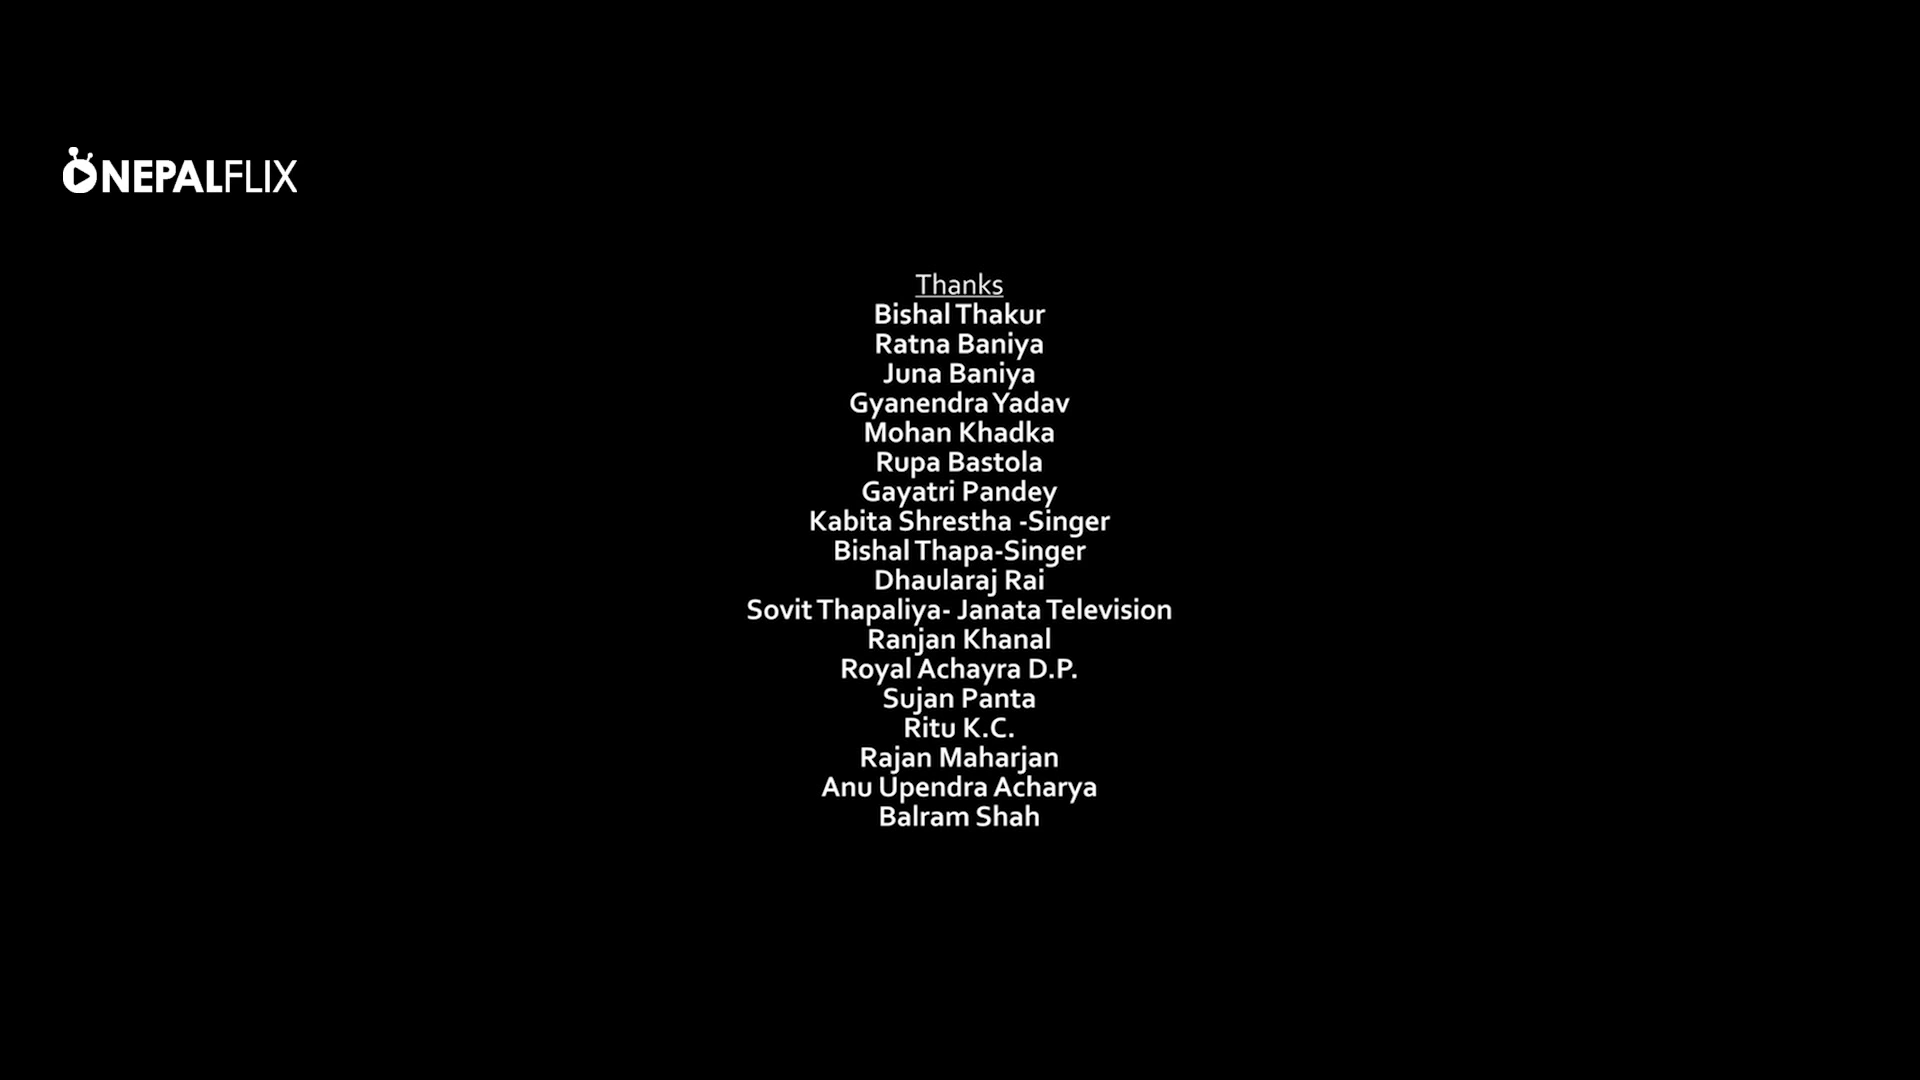 NEPALFLIX
Thanks
Bishal Thakur
Ratna Baniya
Juna Baniya
Gyanendra Yadav
Mohan Khadka
Rupa Bastola
Gayatri Pandey
Kabita Shrestha -Singer
Bishal Thapa-Singer
Dhaularaj Rai
Sovit Thapaliya- Janata Television
Ranjan Khanal
Royal Achayra D.P.
Sujan Panta
Ritu K.C.
Rajan Maharjan
Anu Upendra Acharya
Balram Shah